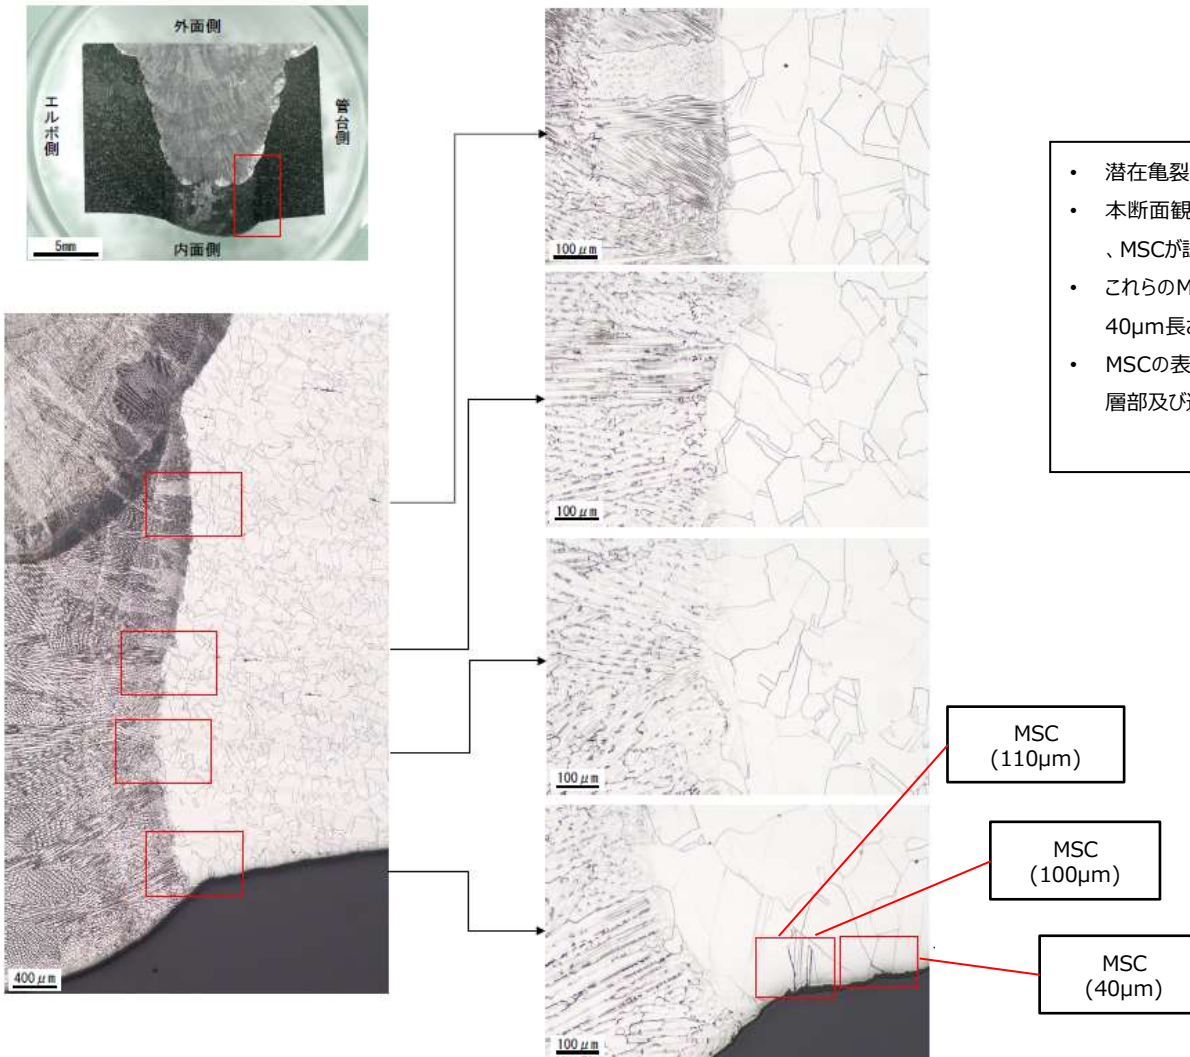 外面側
エルボ側
管台側
内面側
5mm
400μm
100μm
100μm
100μm
100μm
MSC
(110μm)
MSC
(100μm)
MSC
(40μm)
• 潜在亀裂
• 本断面観
、MSCが
• これらのM
40μm長
• MSCの表
層部及び